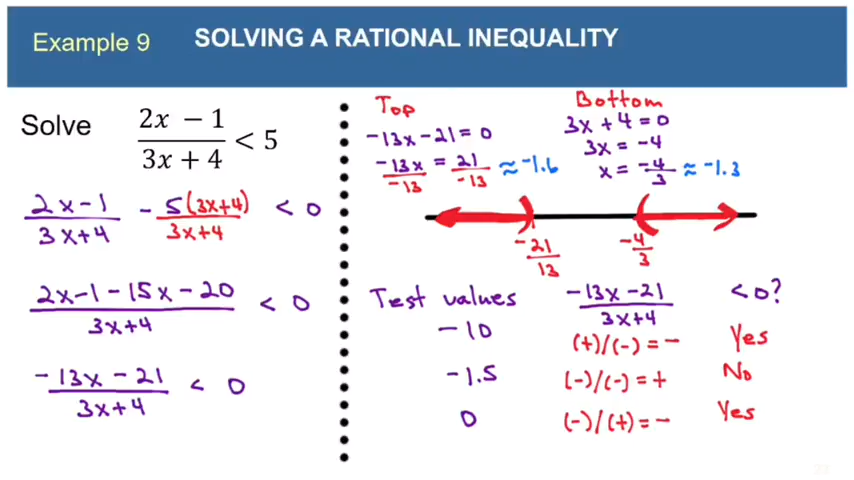 Example 9 SOLVING A RATIONAL INEQUALITY
Solve (2x − 1)/(3x + 4) < 5
(2x-1)/(3x+4) - 5(3x+4)/(3x+4) < 0
(2x-1-15x-20)/(3x+4) < 0
(-13x-21)/(3x+4) < 0
Top
-13x-21=0
-13x/-13 = 21/-13 ≈ -1.6
Bottom
3x+4=0
3x=-4
x=-4/3 ≈ -1.3
-21/13 -4/3
Test values (-13x-21)/(3x+4) <0?
-10 (+)/(-)=- Yes
-1.5 (-)/(-)=+ No
0 (-)/(+)=- Yes